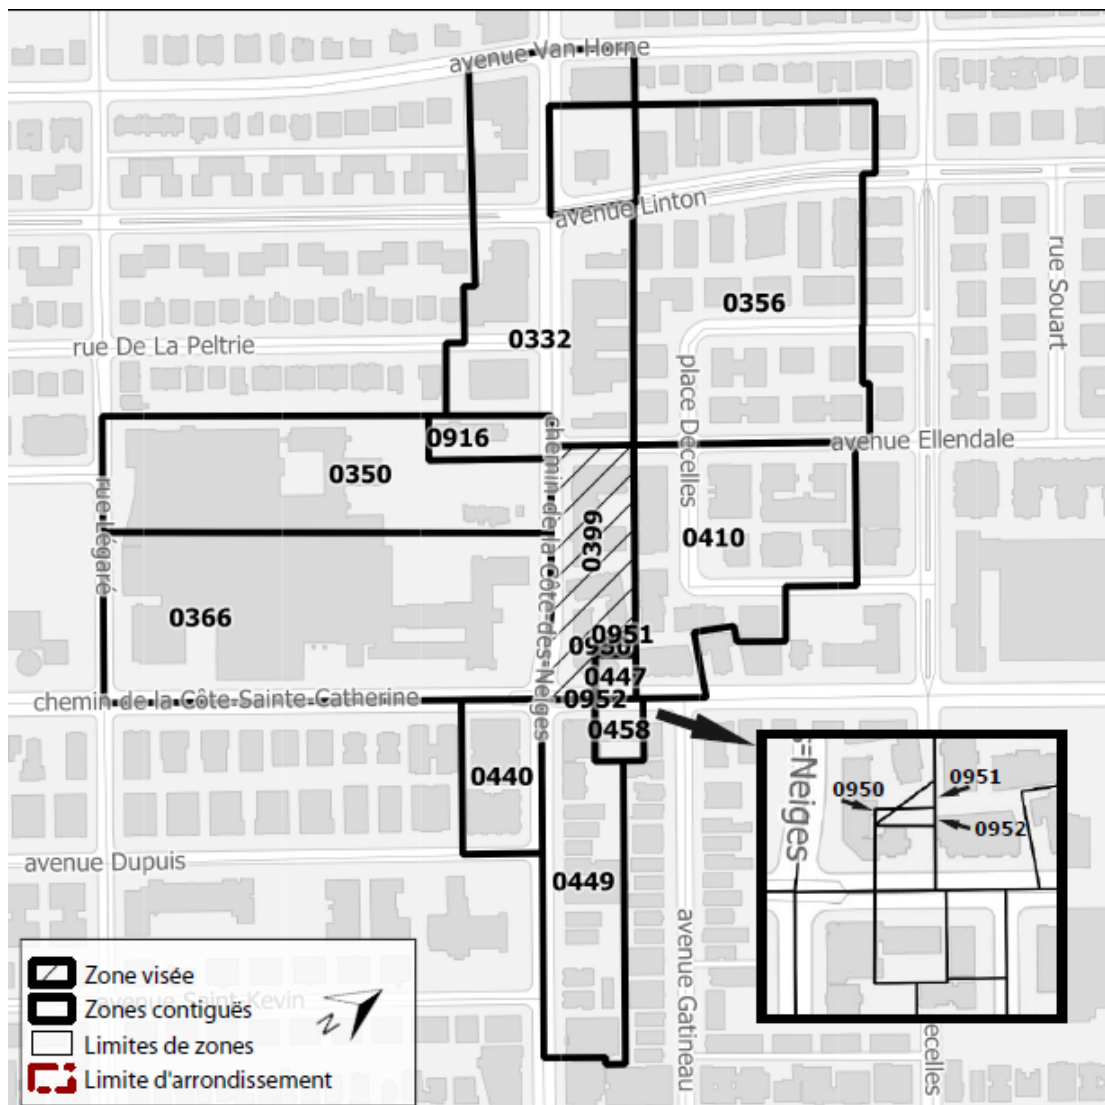 avenue Van Horne
avenue Linton
rue Souart
0356
0332
rue De La Peltrie
place Decelles
chemin de la Côte-des-Neiges
0916
avenue Ellendale
0350
rue Légaré
0399
0410
0366
0951
0950
0447
chemin de la Côte-Sainte-Catherine
0952
0458
0440
s-Neiges
0951
0950
0952
avenue Dupuis
0449
avenue Gatineau
Zone visée
avenue Saint-Kevin
Zones contiguës
Limites de zones
Limite d'arrondissement
N
ecelles